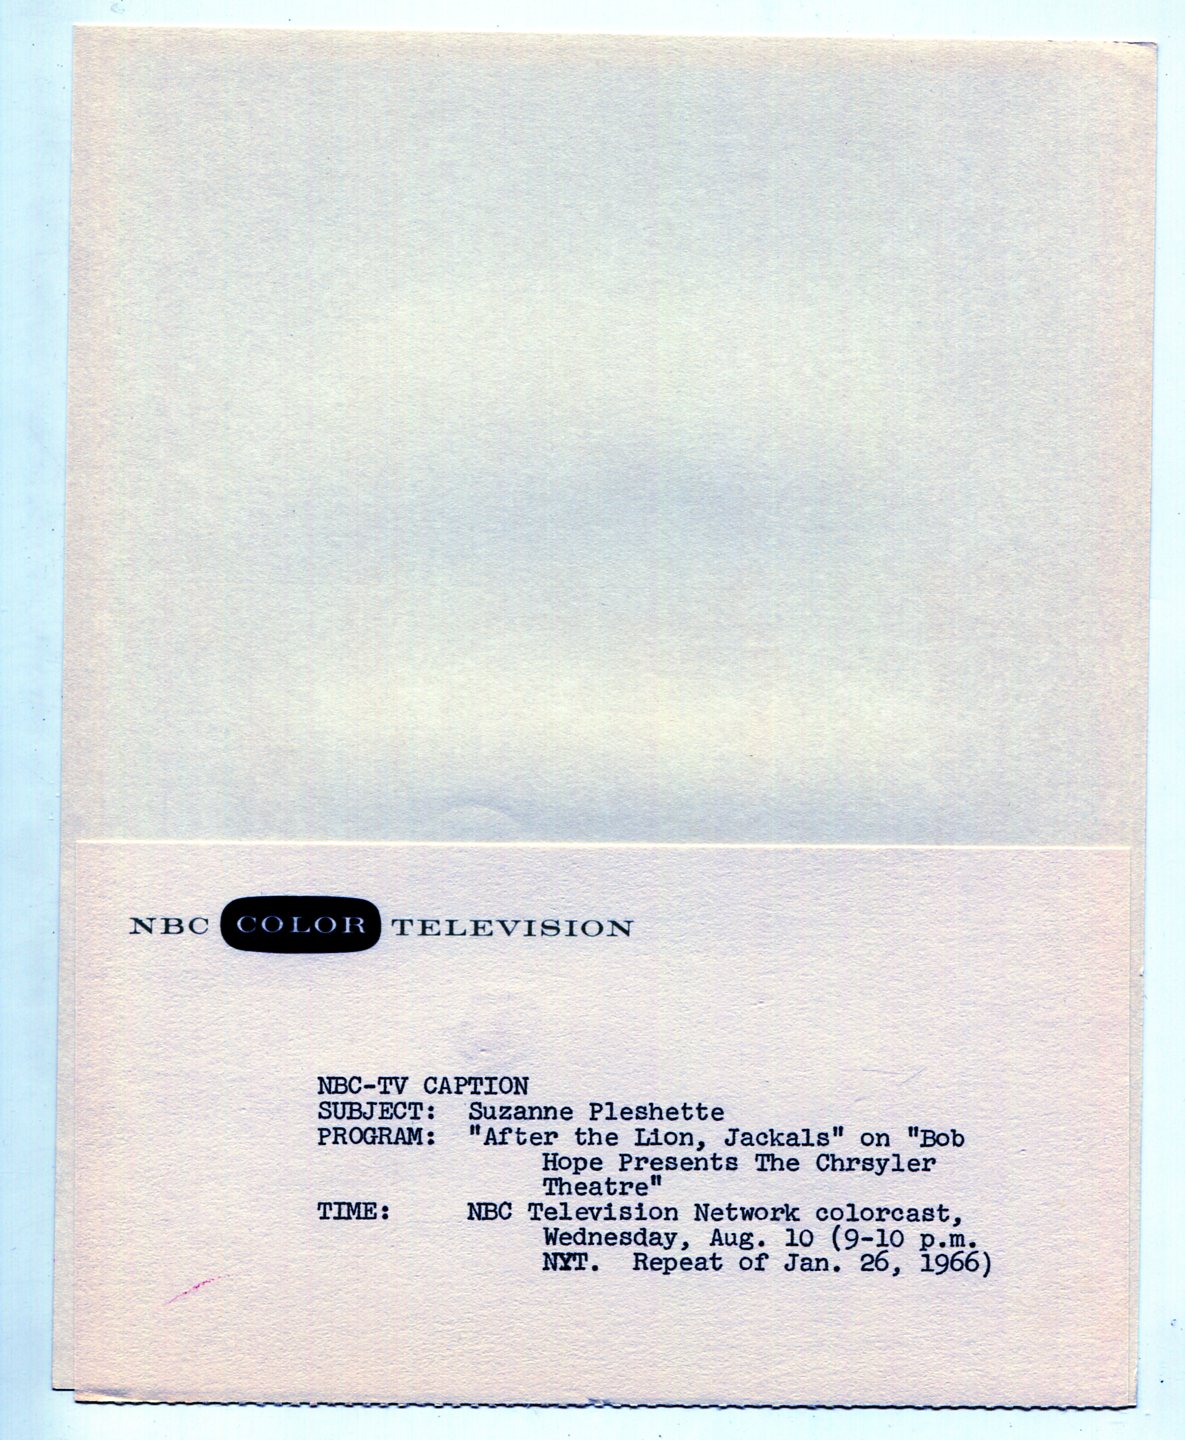 NBC COLOR TELEVISION
NBC-TV CAPTION
SUBJECT: Suzanne Pleshette
PROGRAM: "After the Lion, Jackals" on "Bob
Hope Presents The Chrsyler
Theatre"
TIME: NBC Television Network colorcast,
Wednesday, Aug. 10 (9-10 p.m.
NYT. Repeat of Jan. 26, 1966)